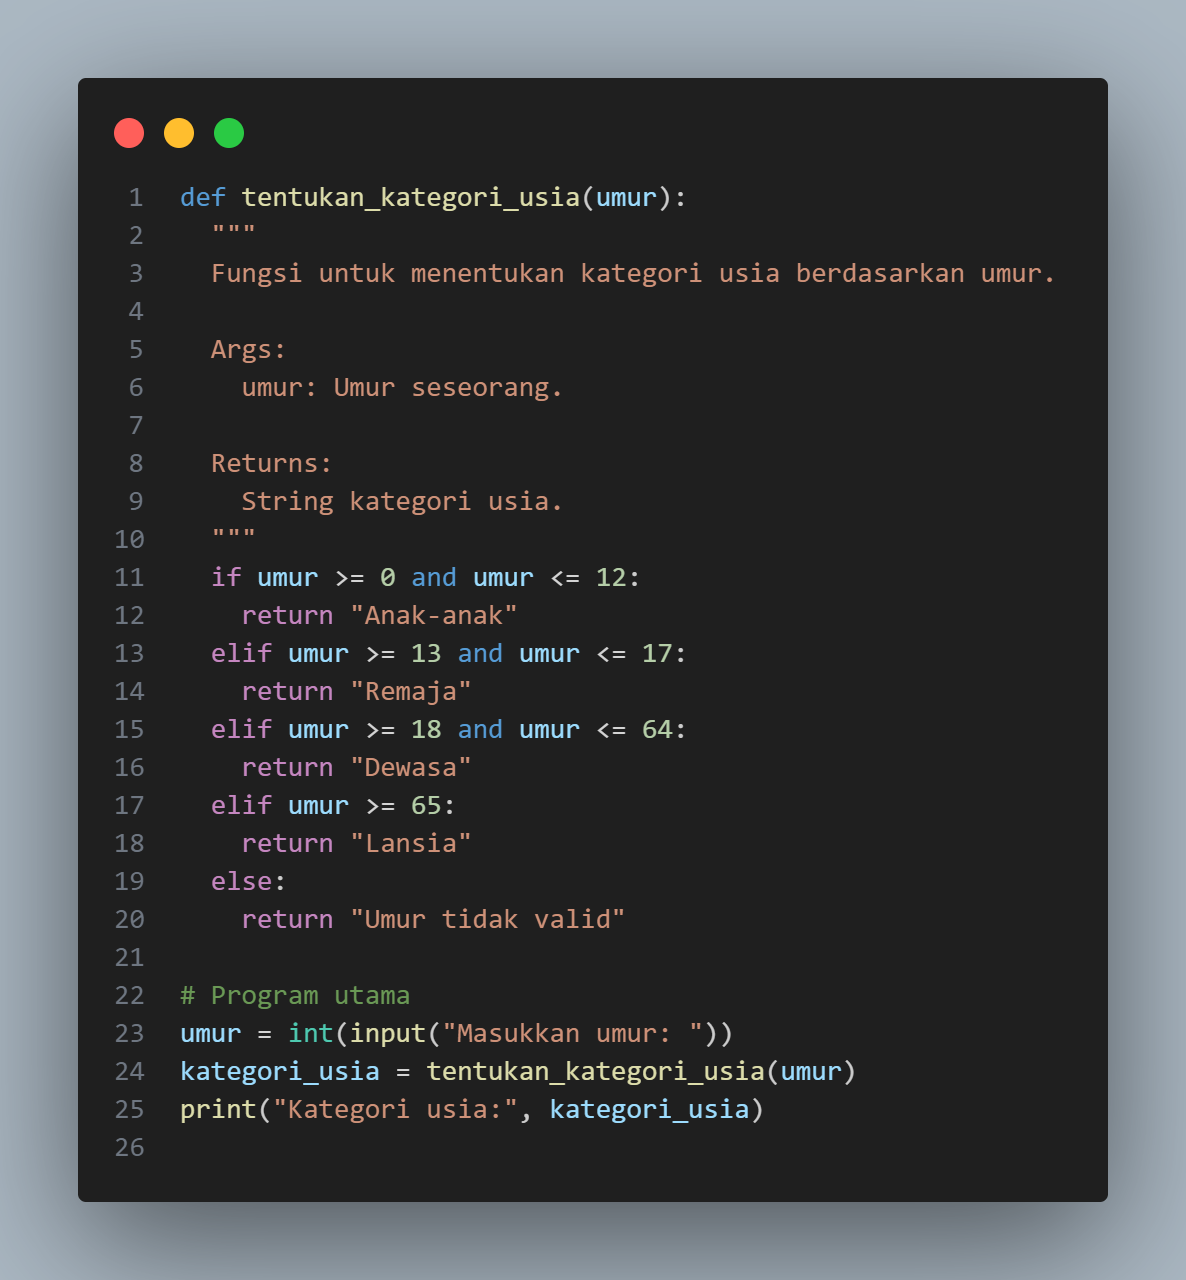 1 def tentukan_kategori_usia(umur):
2   """
3   Fungsi untuk menentukan kategori usia berdasarkan umur.
4
5   Args:
6     umur: Umur seseorang.
7
8   Returns:
9     String kategori usia.
10   """
11   if umur >= 0 and umur <= 12:
12     return "Anak-anak"
13   elif umur >= 13 and umur <= 17:
14     return "Remaja"
15   elif umur >= 18 and umur <= 64:
16     return "Dewasa"
17   elif umur >= 65:
18     return "Lansia"
19   else:
20     return "Umur tidak valid"
21
22 # Program utama
23 umur = int(input("Masukkan umur: "))
24 kategori_usia = tentukan_kategori_usia(umur)
25 print("Kategori usia:", kategori_usia)
26